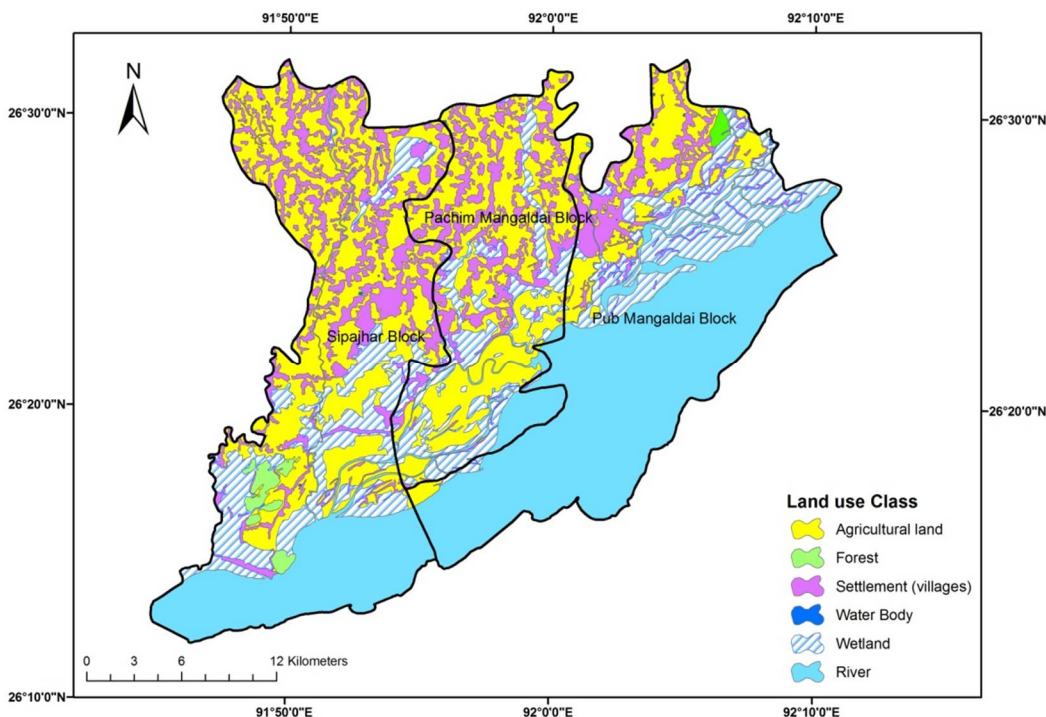 91°50'0"E 92°0'0"E 92°10'0"E
N
26°30'0"N 26°30'0"N
Pachim Mangaldai Block
Pub Mangaldai Block
Sipajhar Block
26°20'0"N 26°20'0"N
Land use Class
Agricultural land
Forest
Settlement (villages)
Water Body
Wetland
River
0 3 6 12 Kilometers
26°10'0"N 26°10'0"N
91°50'0"E 92°0'0"E 92°10'0"E